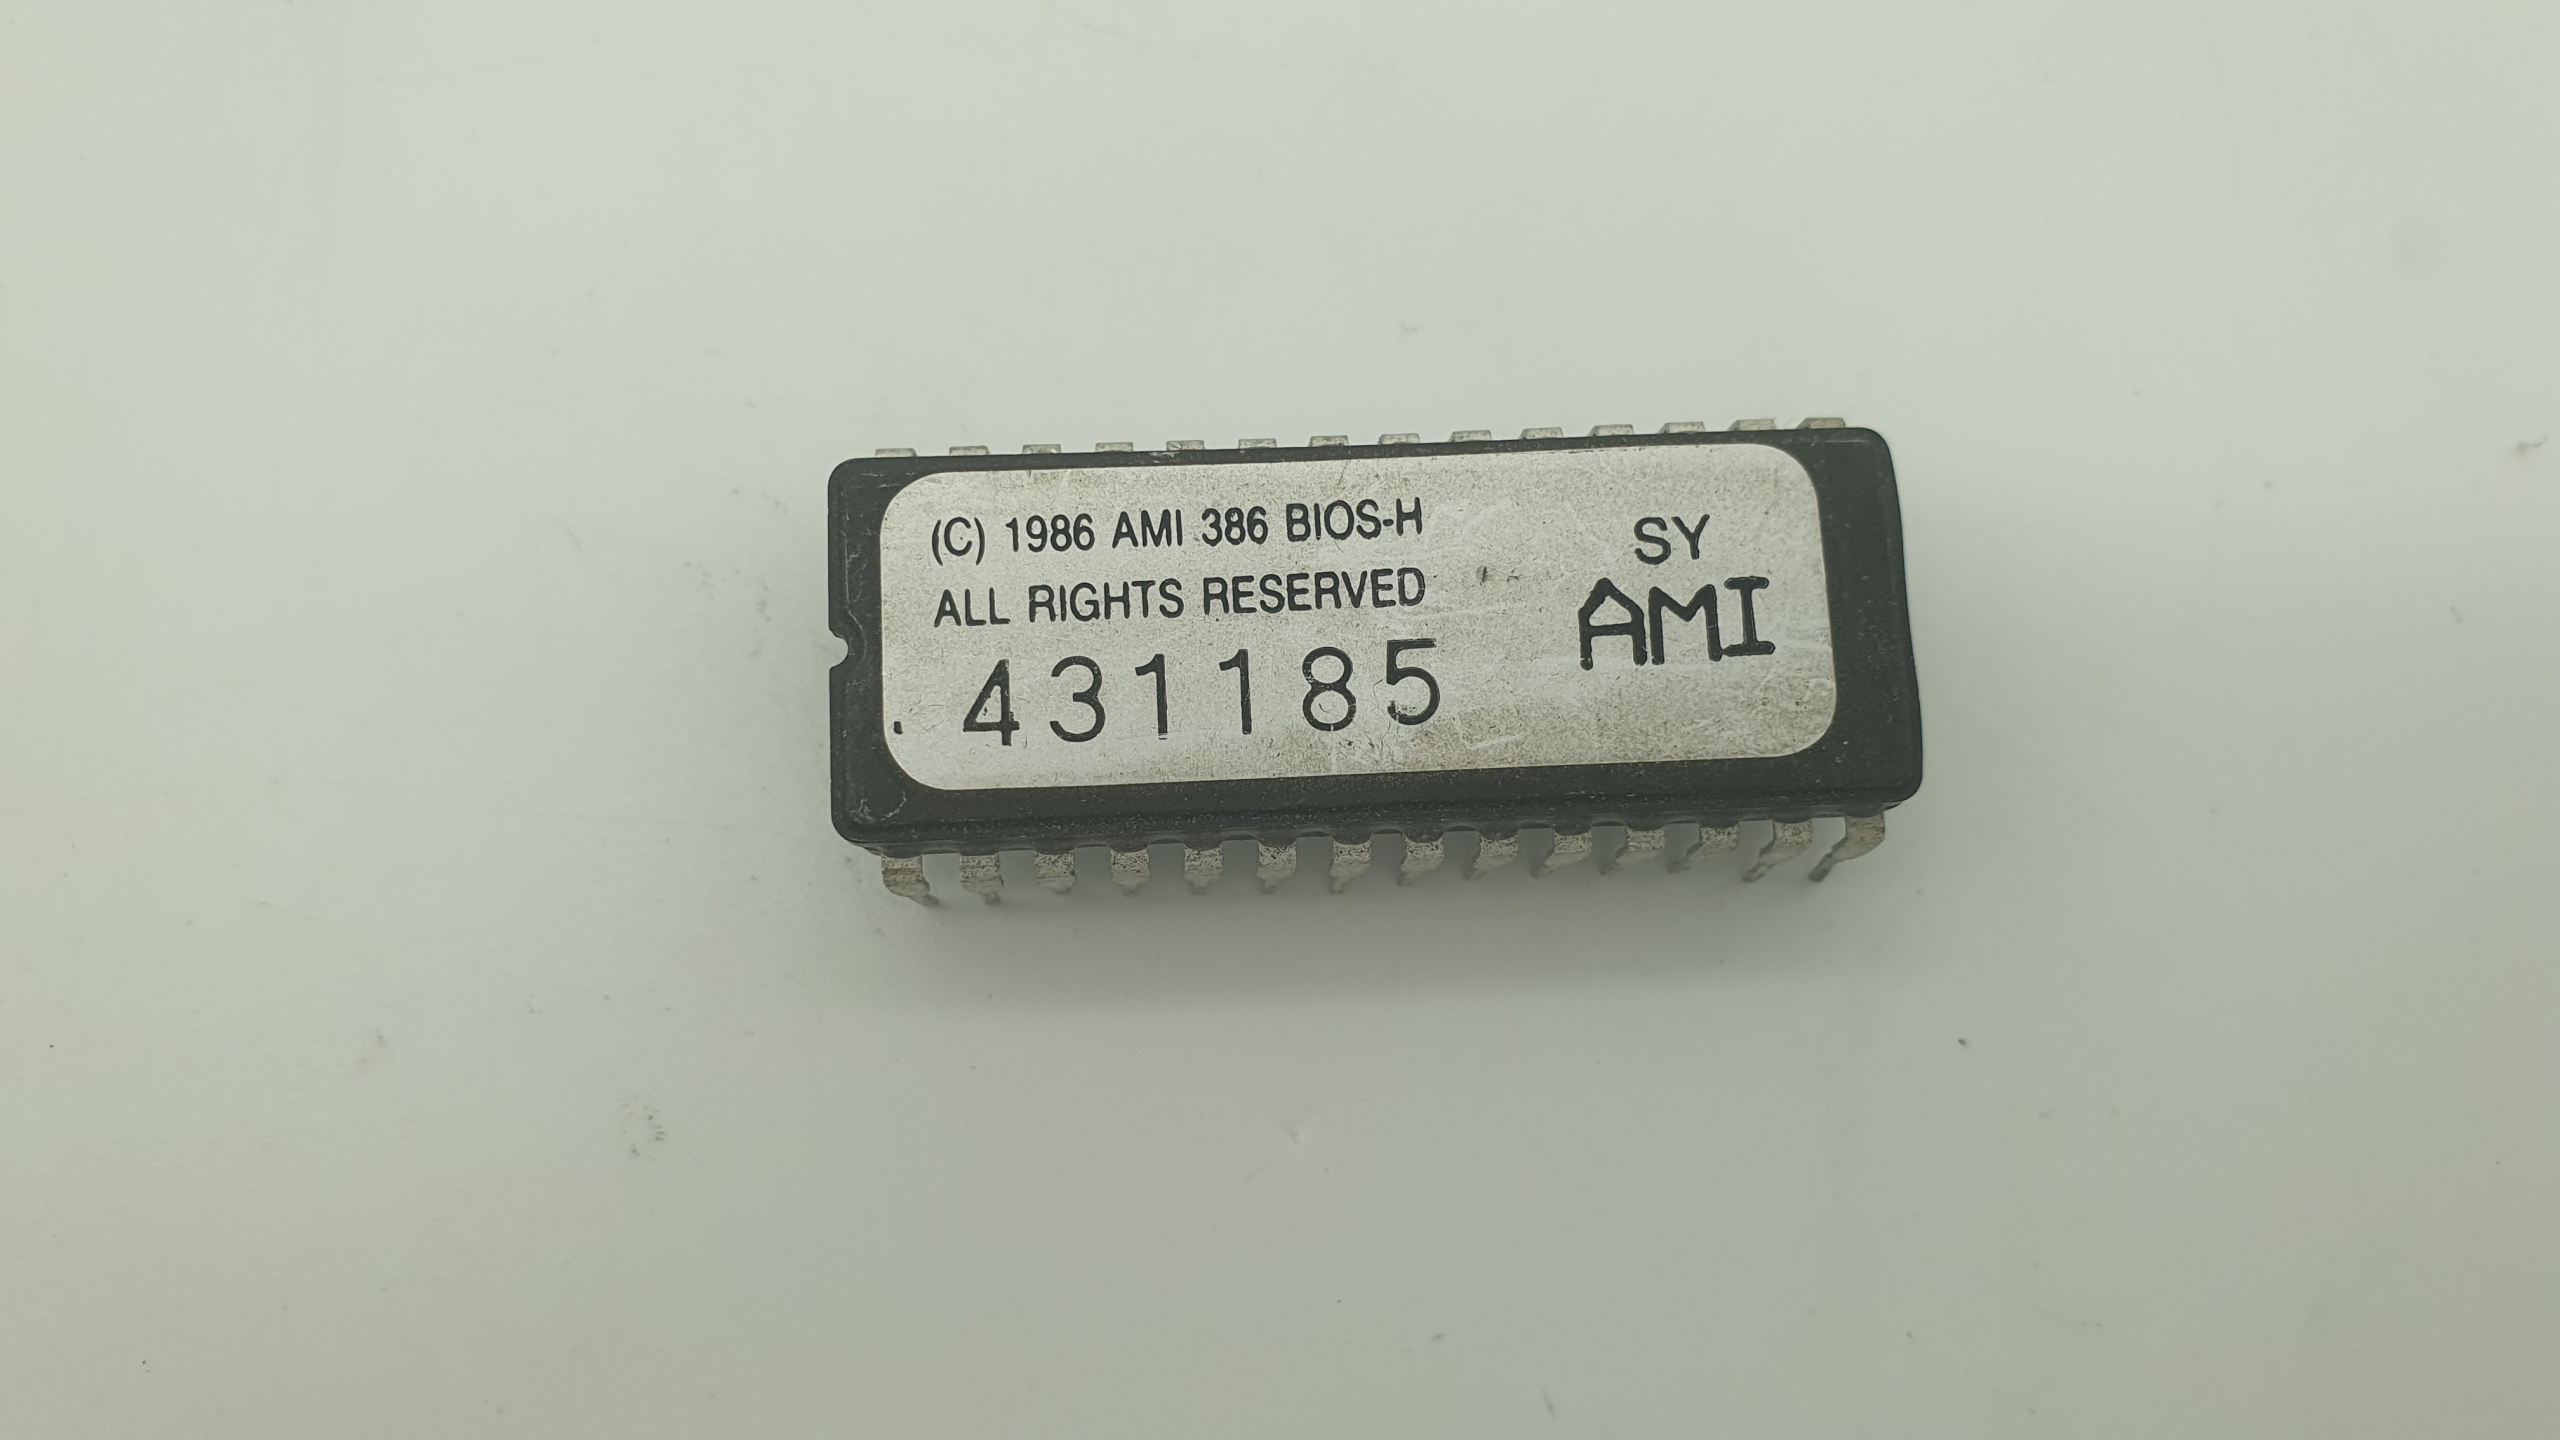 (C) 1986 AMI 386 BIOS-H
ALL RIGHTS RESERVED
431185
SY
AMI